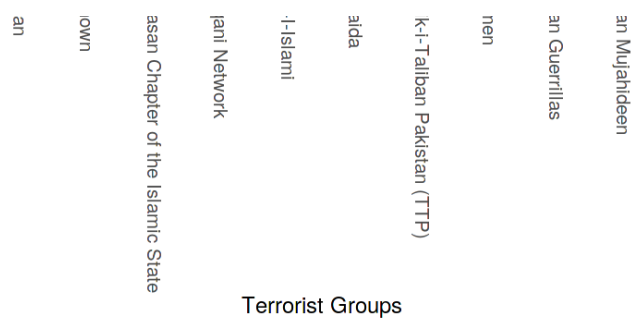 an
own
asan Chapter of the Islamic State
jani Network
-I-Islami
aida
k-i-Taliban Pakistan (TTP)
nen
an Guerrillas
an Mujahideen
Terrorist Groups